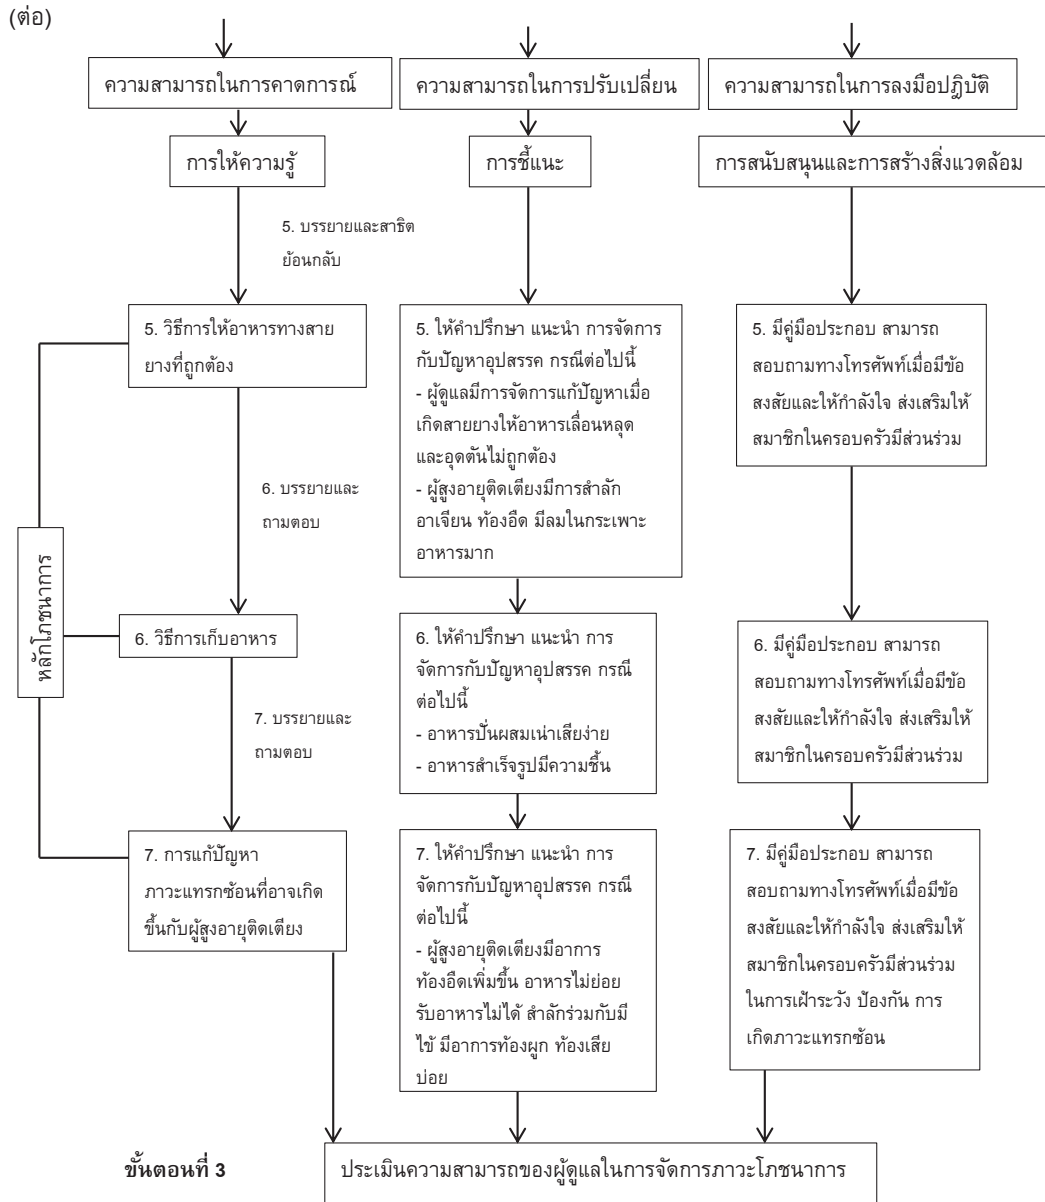 (ต่อ)
ความสามารถในการคาดการณ์
ความสามารถในการปรับเปลี่ยน
ความสามารถในการลงมือปฎิบัติ
การให้ความรู้
การชี้แนะ
การสนับสนุนและการสร้างสิ่งแวดล้อม
5. บรรยายและสาธิต
ย้อนกลับ
5. วิธีการให้อาหารทางสาย
ยางที่ถูกต้อง
5. ให้คำปรึกษา แนะนำ การจัดการ
กับปัญหาอุปสรรค กรณีต่อไปนี้
- ผู้ดูแลมีการจัดการแก้ปัญหาเมื่อ
เกิดสายยางให้อาหารเลื่อนหลุด
และอุดตันไม่ถูกต้อง
- ผู้สูงอายุติดเตียงมีการสำลัก
อาเจียน ท้องอืด มีลมในกระเพาะ
อาหารมาก
5. มีคู่มือประกอบ สามารถ
สอบถามทางโทรศัพท์เมื่อมีข้อ
สงสัยและให้กำลังใจ ส่งเสริมให้
สมาชิกในครอบครัวมีส่วนร่วม
6. บรรยายและ
ถามตอบ
หลักโภชนาการ
6. วิธีการเก็บอาหาร
6. ให้คำปรึกษา แนะนำ การ
จัดการกับปัญหาอุปสรรค กรณี
ต่อไปนี้
- อาหารปั่นผสมเน่าเสียง่าย
- อาหารสำเร็จรูปมีความชื้น
6. มีคู่มือประกอบ สามารถ
สอบถามทางโทรศัพท์เมื่อมีข้อ
สงสัยและให้กำลังใจ ส่งเสริมให้
สมาชิกในครอบครัวมีส่วนร่วม
7. บรรยายและ
ถามตอบ
7. การแก้ปัญหา
ภาวะแทรกซ้อนที่อาจเกิด
ขึ้นกับผู้สูงอายุติดเตียง
7. ให้คำปรึกษา แนะนำ การ
จัดการกับปัญหาอุปสรรค กรณี
ต่อไปนี้
- ผู้สูงอายุติดเตียงมีอาการ
ท้องอืดเพิ่มขึ้น อาหารไม่ย่อย
รับอาหารไม่ได้ สำลักร่วมกับมี
ไข้ มีอาการท้องผูก ท้องเสีย
บ่อย
7. มีคู่มือประกอบ สามารถ
สอบถามทางโทรศัพท์เมื่อมีข้อ
สงสัยและให้กำลังใจ ส่งเสริมให้
สมาชิกในครอบครัวมีส่วนร่วม
ในการเฝ้าระวัง ป้องกัน การ
เกิดภาวะแทรกซ้อน
ขั้นตอนที่ 3
ประเมินความสามารถของผู้ดูแลในการจัดการภาวะโภชนาการ